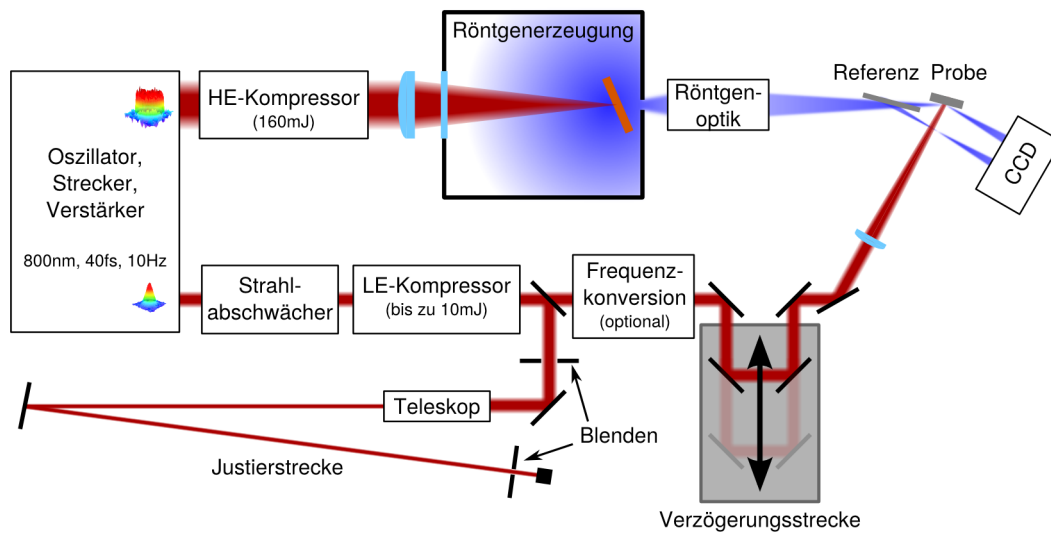 Röntgenerzeugung
HE-Kompressor
(160mJ)
Röntgen-
optik
Referenz
Probe
CCD
Oszillator,
Strecker,
Verstärker
800nm, 40fs, 10Hz
Strahl-
abschwächer
LE-Kompressor
(bis zu 10mJ)
Frequenz-
konversion
(optional)
Teleskop
Blenden
Justierstrecke
Verzögerungsstrecke